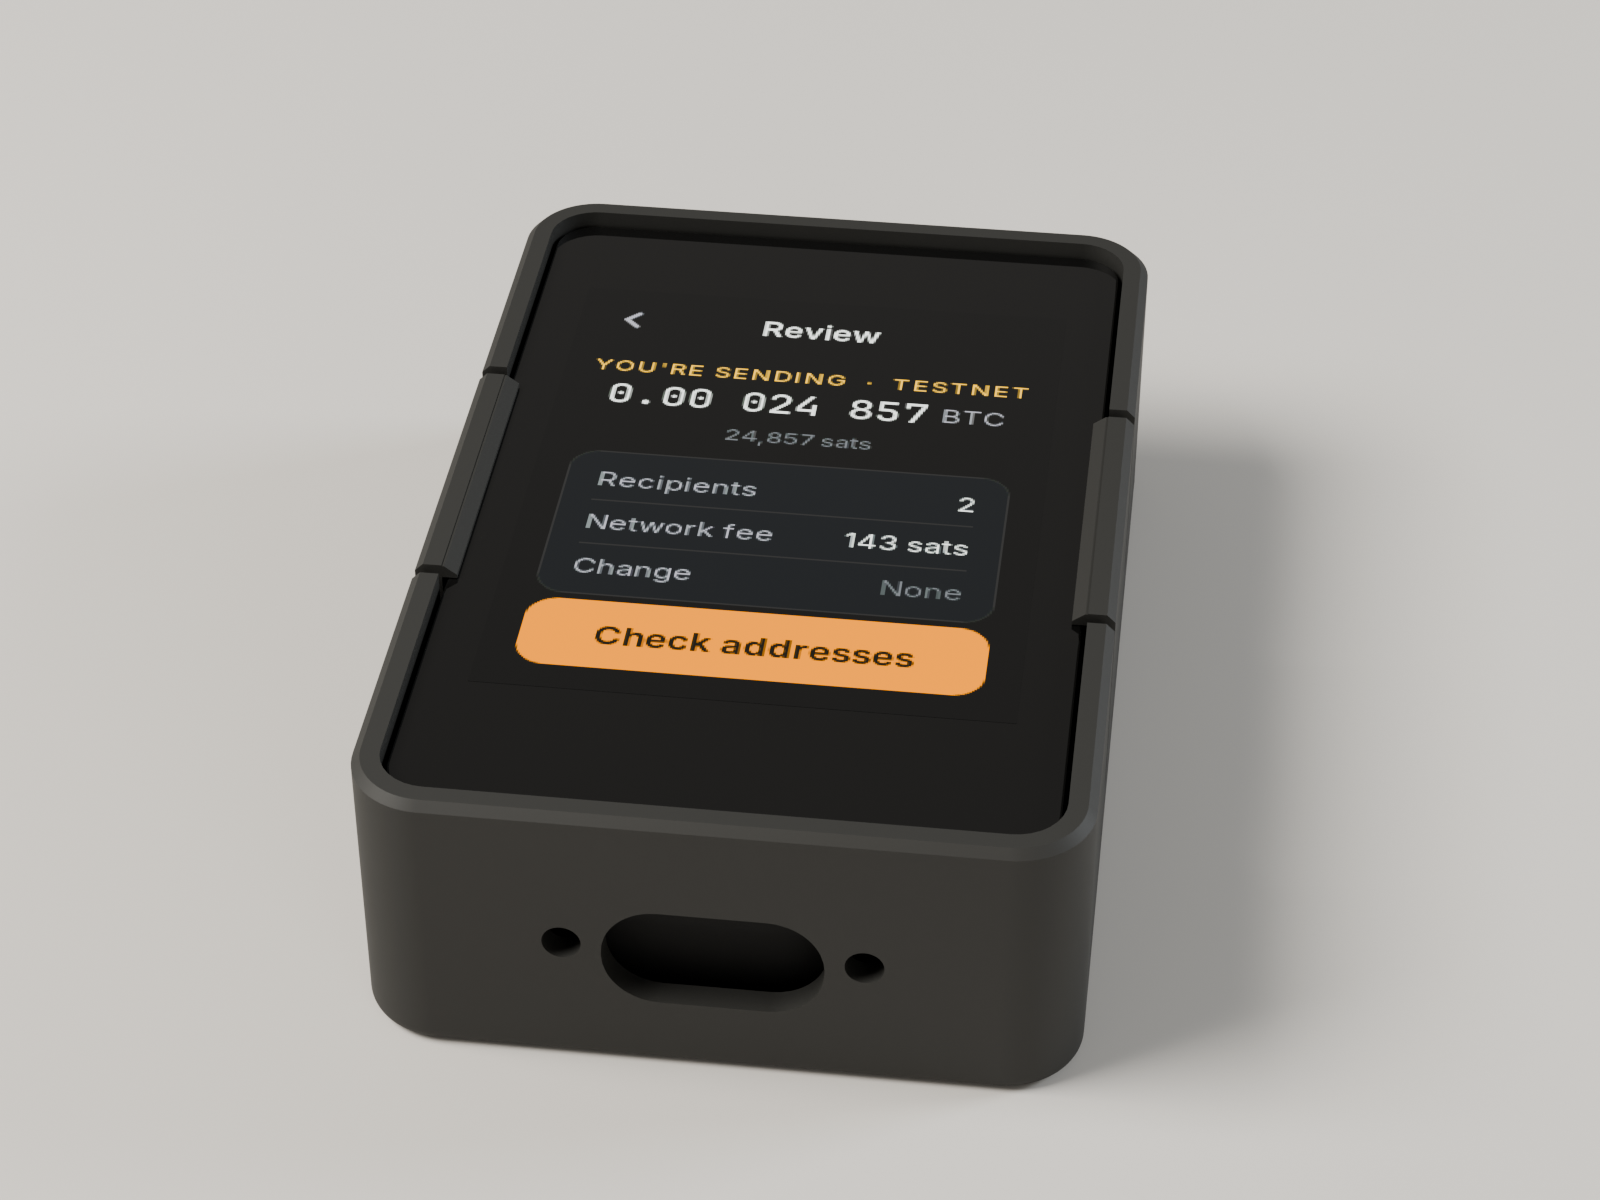 Review
YOU'RE SENDING · TESTNET
0.00 024 857 BTC
24,857 sats
Recipients 2
Network fee 143 sats
Change None
Check addresses